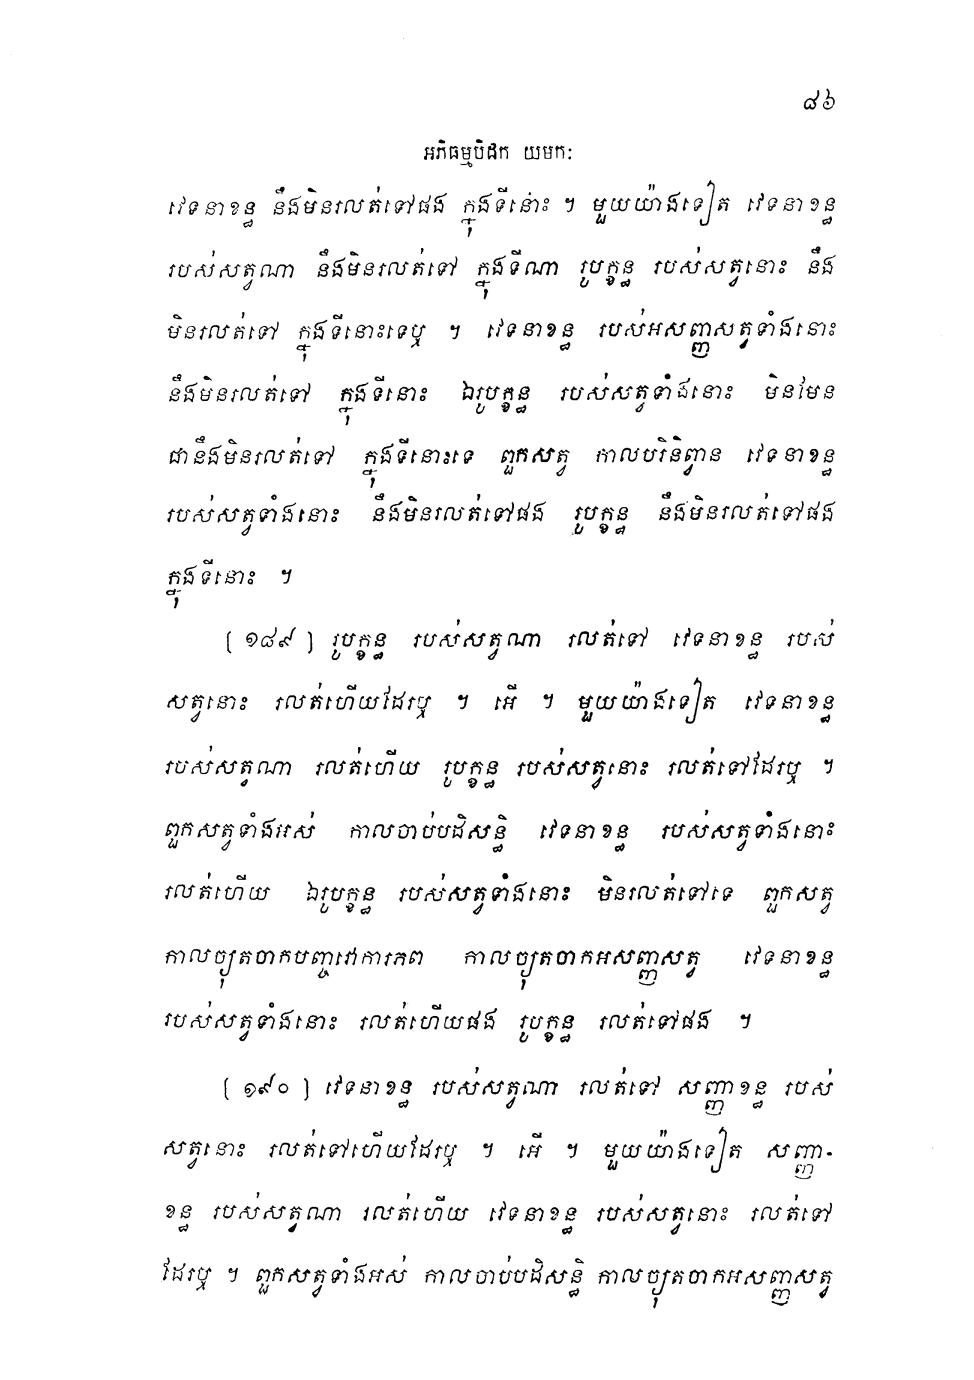 ៨៦
អភិធម្មបិដក យមកៈ
វេទនាខន្ធ នឹងមិនរលត់ទៅផង ក្នុងទីនោះ ។ មួយយ៉ាងទៀត វេទនាខន្ធ
របស់សត្វណា នឹងមិនរលត់ទៅ ក្នុងទីណា រូបក្ខន្ធ របស់សត្វនោះ នឹង
មិនរលត់ទៅ ក្នុងទីនោះទេឬ ។ វេទនាខន្ធ របស់អសញ្ញសត្វទាំងនោះ
នឹងមិនរលត់ទៅ ក្នុងទីនោះ ឯរូបក្ខន្ធ របស់សត្វទាំងនោះ មិនមែន
ជានឹងមិនរលត់ទៅ ក្នុងទីនោះទេ ពួកសត្វ កាលបរិនិព្វាន វេទនាខន្ធ
របស់សត្វទាំងនោះ នឹងមិនរលត់ទៅផង រូបក្ខន្ធ នឹងមិនរលត់ទៅផង
ក្នុងទីនោះ ។
(១៨៩) រូបក្ខន្ធ របស់សត្វណា រលត់ទៅ វេទនាខន្ធ របស់
សត្វនោះ រលត់ហើយដែរឬ ។ អើ ។ មួយយ៉ាងទៀត វេទនាខន្ធ
របស់សត្វណា រលត់ហើយ រូបក្ខន្ធ របស់សត្វនោះ រលត់ទៅដែរឬ ។
ពួកសត្វទាំងអស់ កាលចាប់បដិសន្ធិ វេទនាខន្ធ របស់សត្វទាំងនោះ
រលត់ហើយ ឯរូបក្ខន្ធ របស់សត្វទាំងនោះ មិនរលត់ទៅទេ ពួកសត្វ
កាលច្យុតចាកបញ្ចវោការភព កាលច្យុតចាកអសញ្ញសត្វ វេទនាខន្ធ
របស់សត្វទាំងនោះ រលត់ហើយផង រូបក្ខន្ធ រលត់ទៅផង ។
(១៩០) វេទនាខន្ធ របស់សត្វណា រលត់ទៅ សញ្ញាខន្ធ របស់
សត្វនោះ រលត់ទៅហើយដែរឬ ។ អើ ។ មួយយ៉ាងទៀត សញ្ញា-
ខន្ធ របស់សត្វណា រលត់ហើយ វេទនាខន្ធ របស់សត្វនោះ រលត់ទៅ
ដែរឬ ។ ពួកសត្វទាំងអស់ កាលចាប់បដិសន្ធិ កាលច្យុតចាកអសញ្ញសត្វ